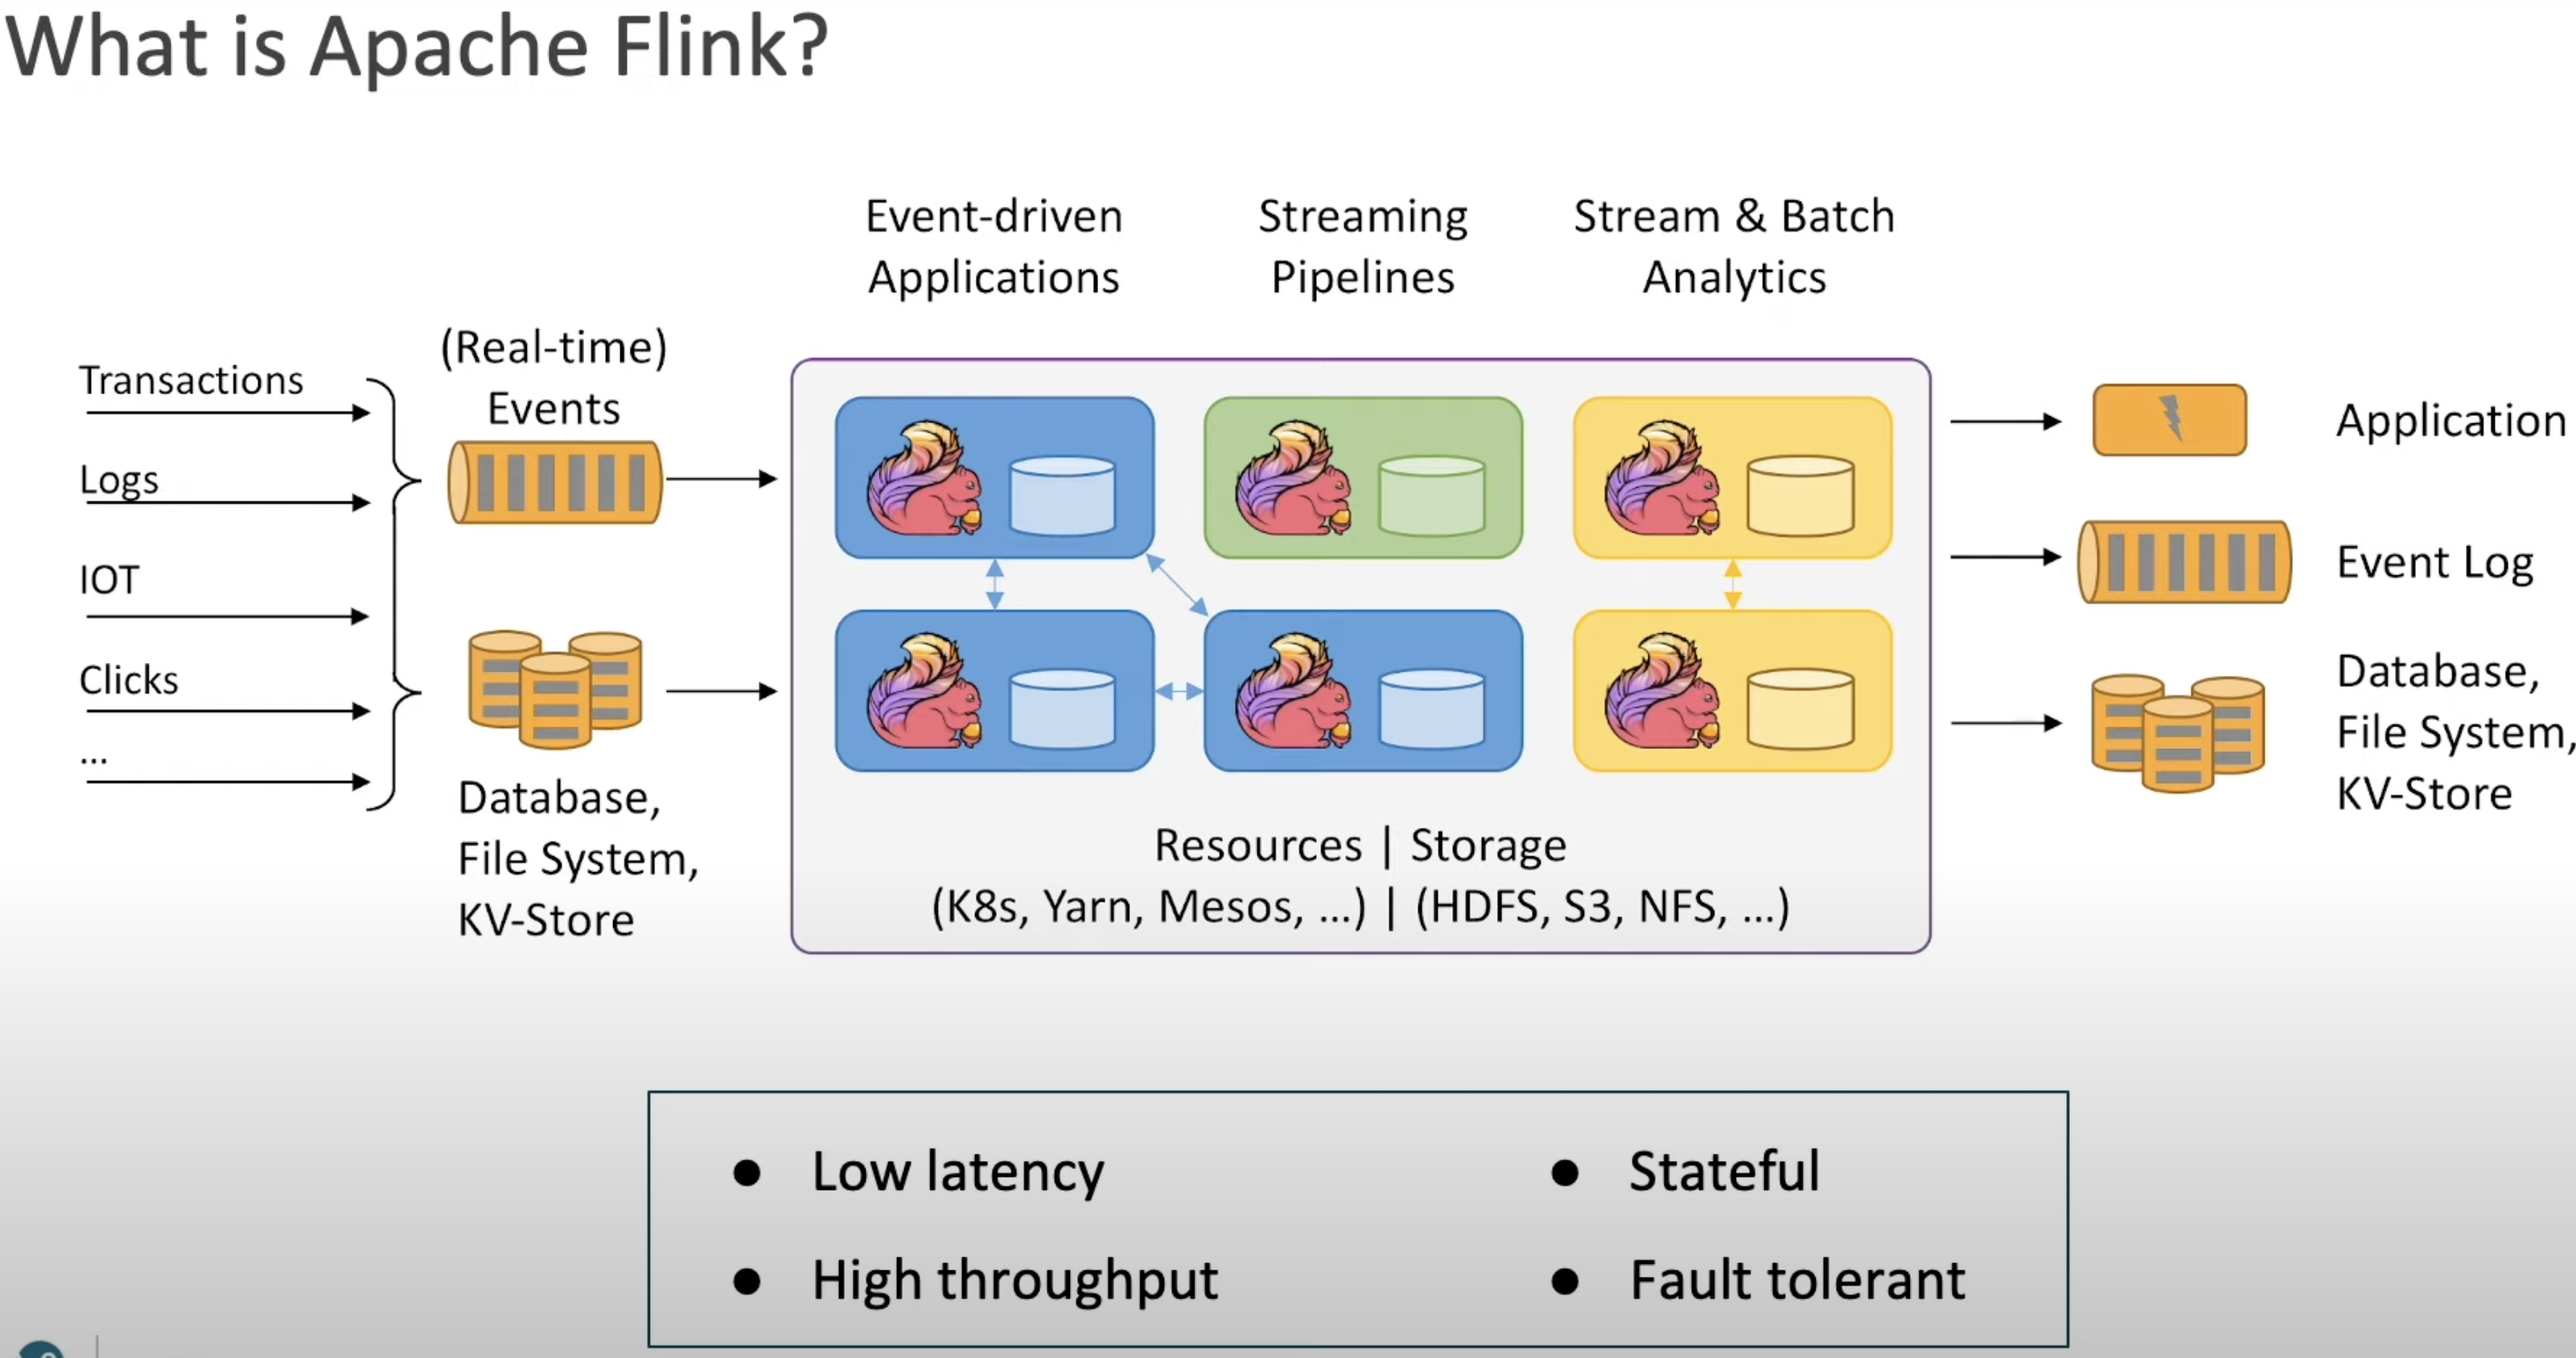 What is Apache Flink?
Event-driven
Applications
Streaming
Pipelines
Stream & Batch
Analytics
Transactions
Logs
IOT
Clicks
...
(Real-time)
Events
Database,
File System,
KV-Store
Resources | Storage
(K8s, Yarn, Mesos, ...) | (HDFS, S3, NFS, ...)
Application
Event Log
Database,
File System,
KV-Store
● Low latency
● High throughput
● Stateful
● Fault tolerant